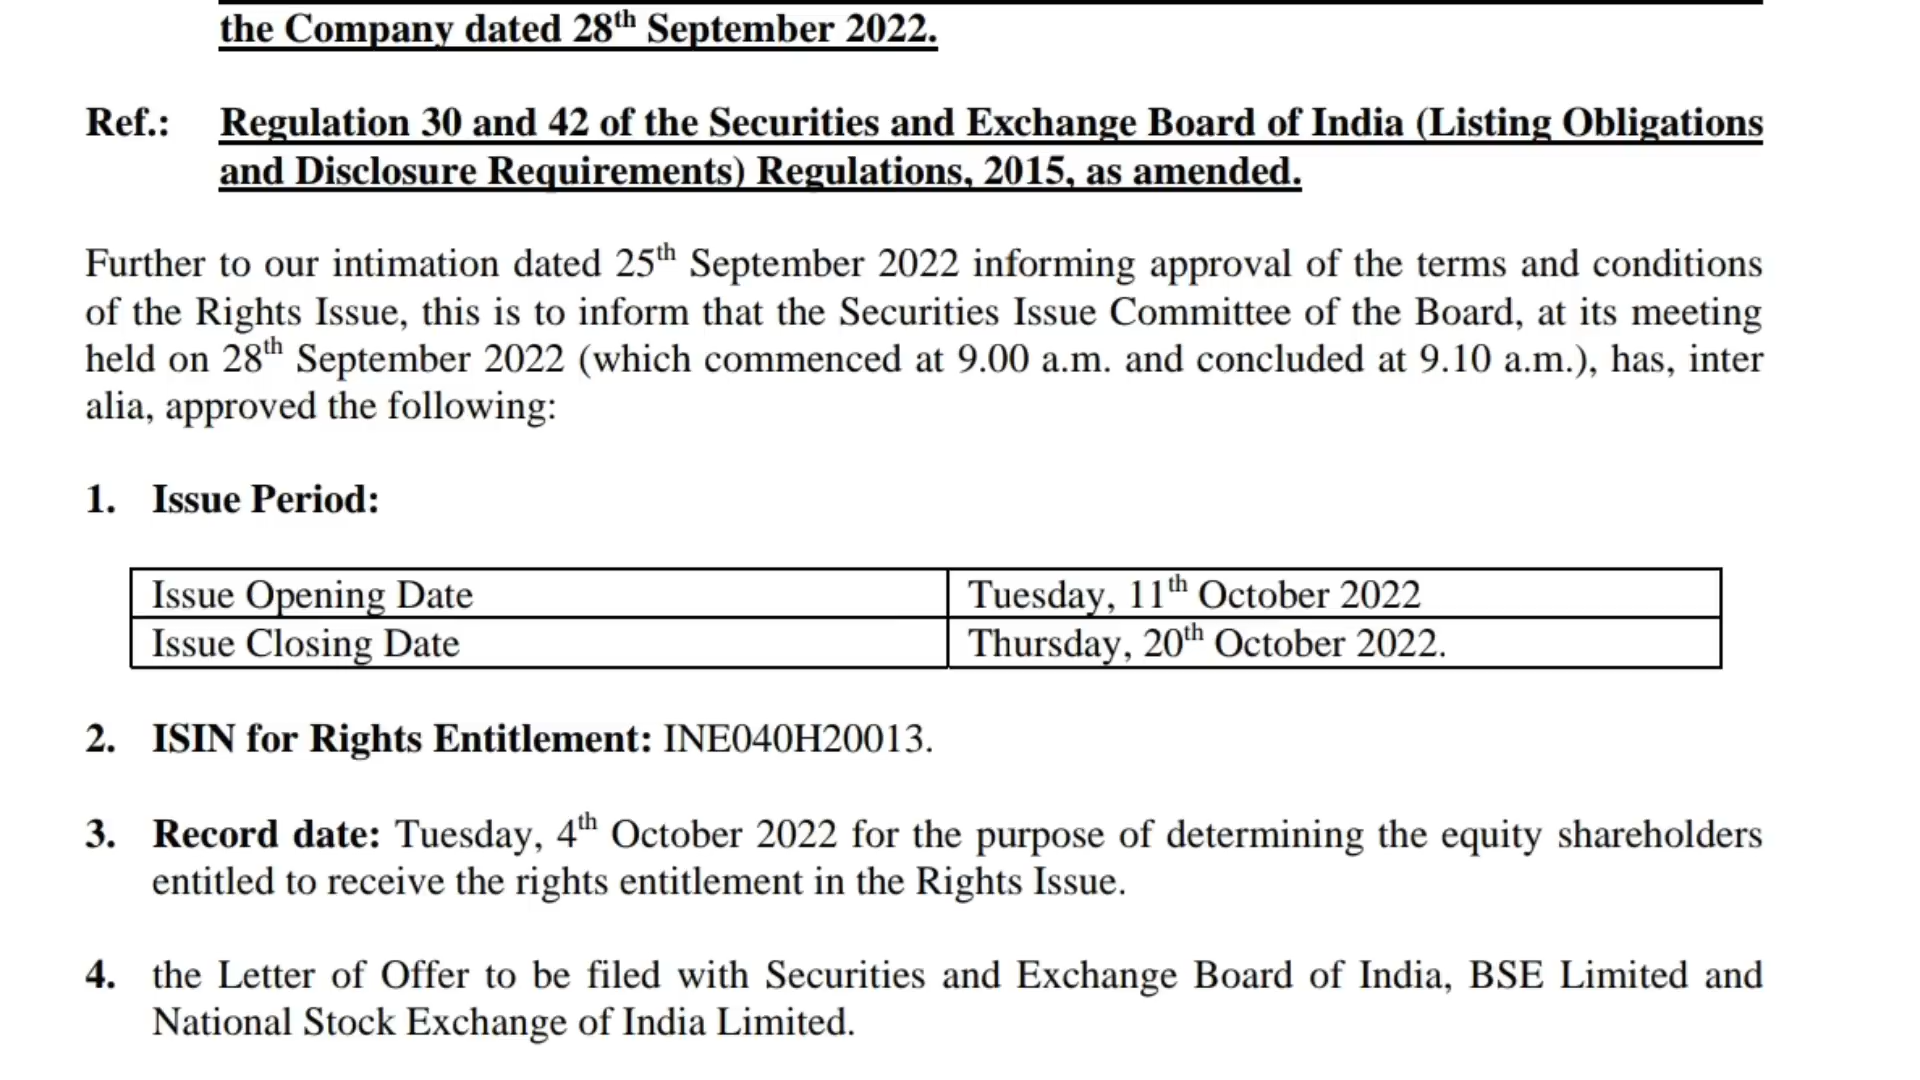 the Company dated 28th September 2022.
Ref.: Regulation 30 and 42 of the Securities and Exchange Board of India (Listing Obligations
and Disclosure Requirements) Regulations, 2015, as amended.
Further to our intimation dated 25th September 2022 informing approval of the terms and conditions
of the Rights Issue, this is to inform that the Securities Issue Committee of the Board, at its meeting
held on 28th September 2022 (which commenced at 9.00 a.m. and concluded at 9.10 a.m.), has, inter
alia, approved the following:
1. Issue Period:
Issue Opening Date Tuesday, 11th October 2022
Issue Closing Date Thursday, 20th October 2022.
2. ISIN for Rights Entitlement: INE040H20013.
3. Record date: Tuesday, 4th October 2022 for the purpose of determining the equity shareholders
entitled to receive the rights entitlement in the Rights Issue.
4. the Letter of Offer to be filed with Securities and Exchange Board of India, BSE Limited and
National Stock Exchange of India Limited.